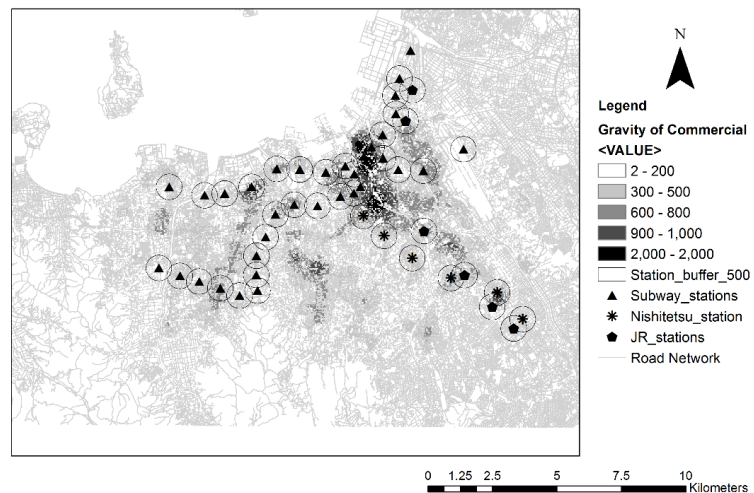 N
Legend
Gravity of Commercial
<VALUE>
2 - 200
300 - 500
600 - 800
900 - 1,000
2,000 - 2,000
Station_buffer_500
Subway_stations
Nishitetsu_station
JR_stations
Road Network
0 1.25 2.5 5 7.5 10
Kilometers